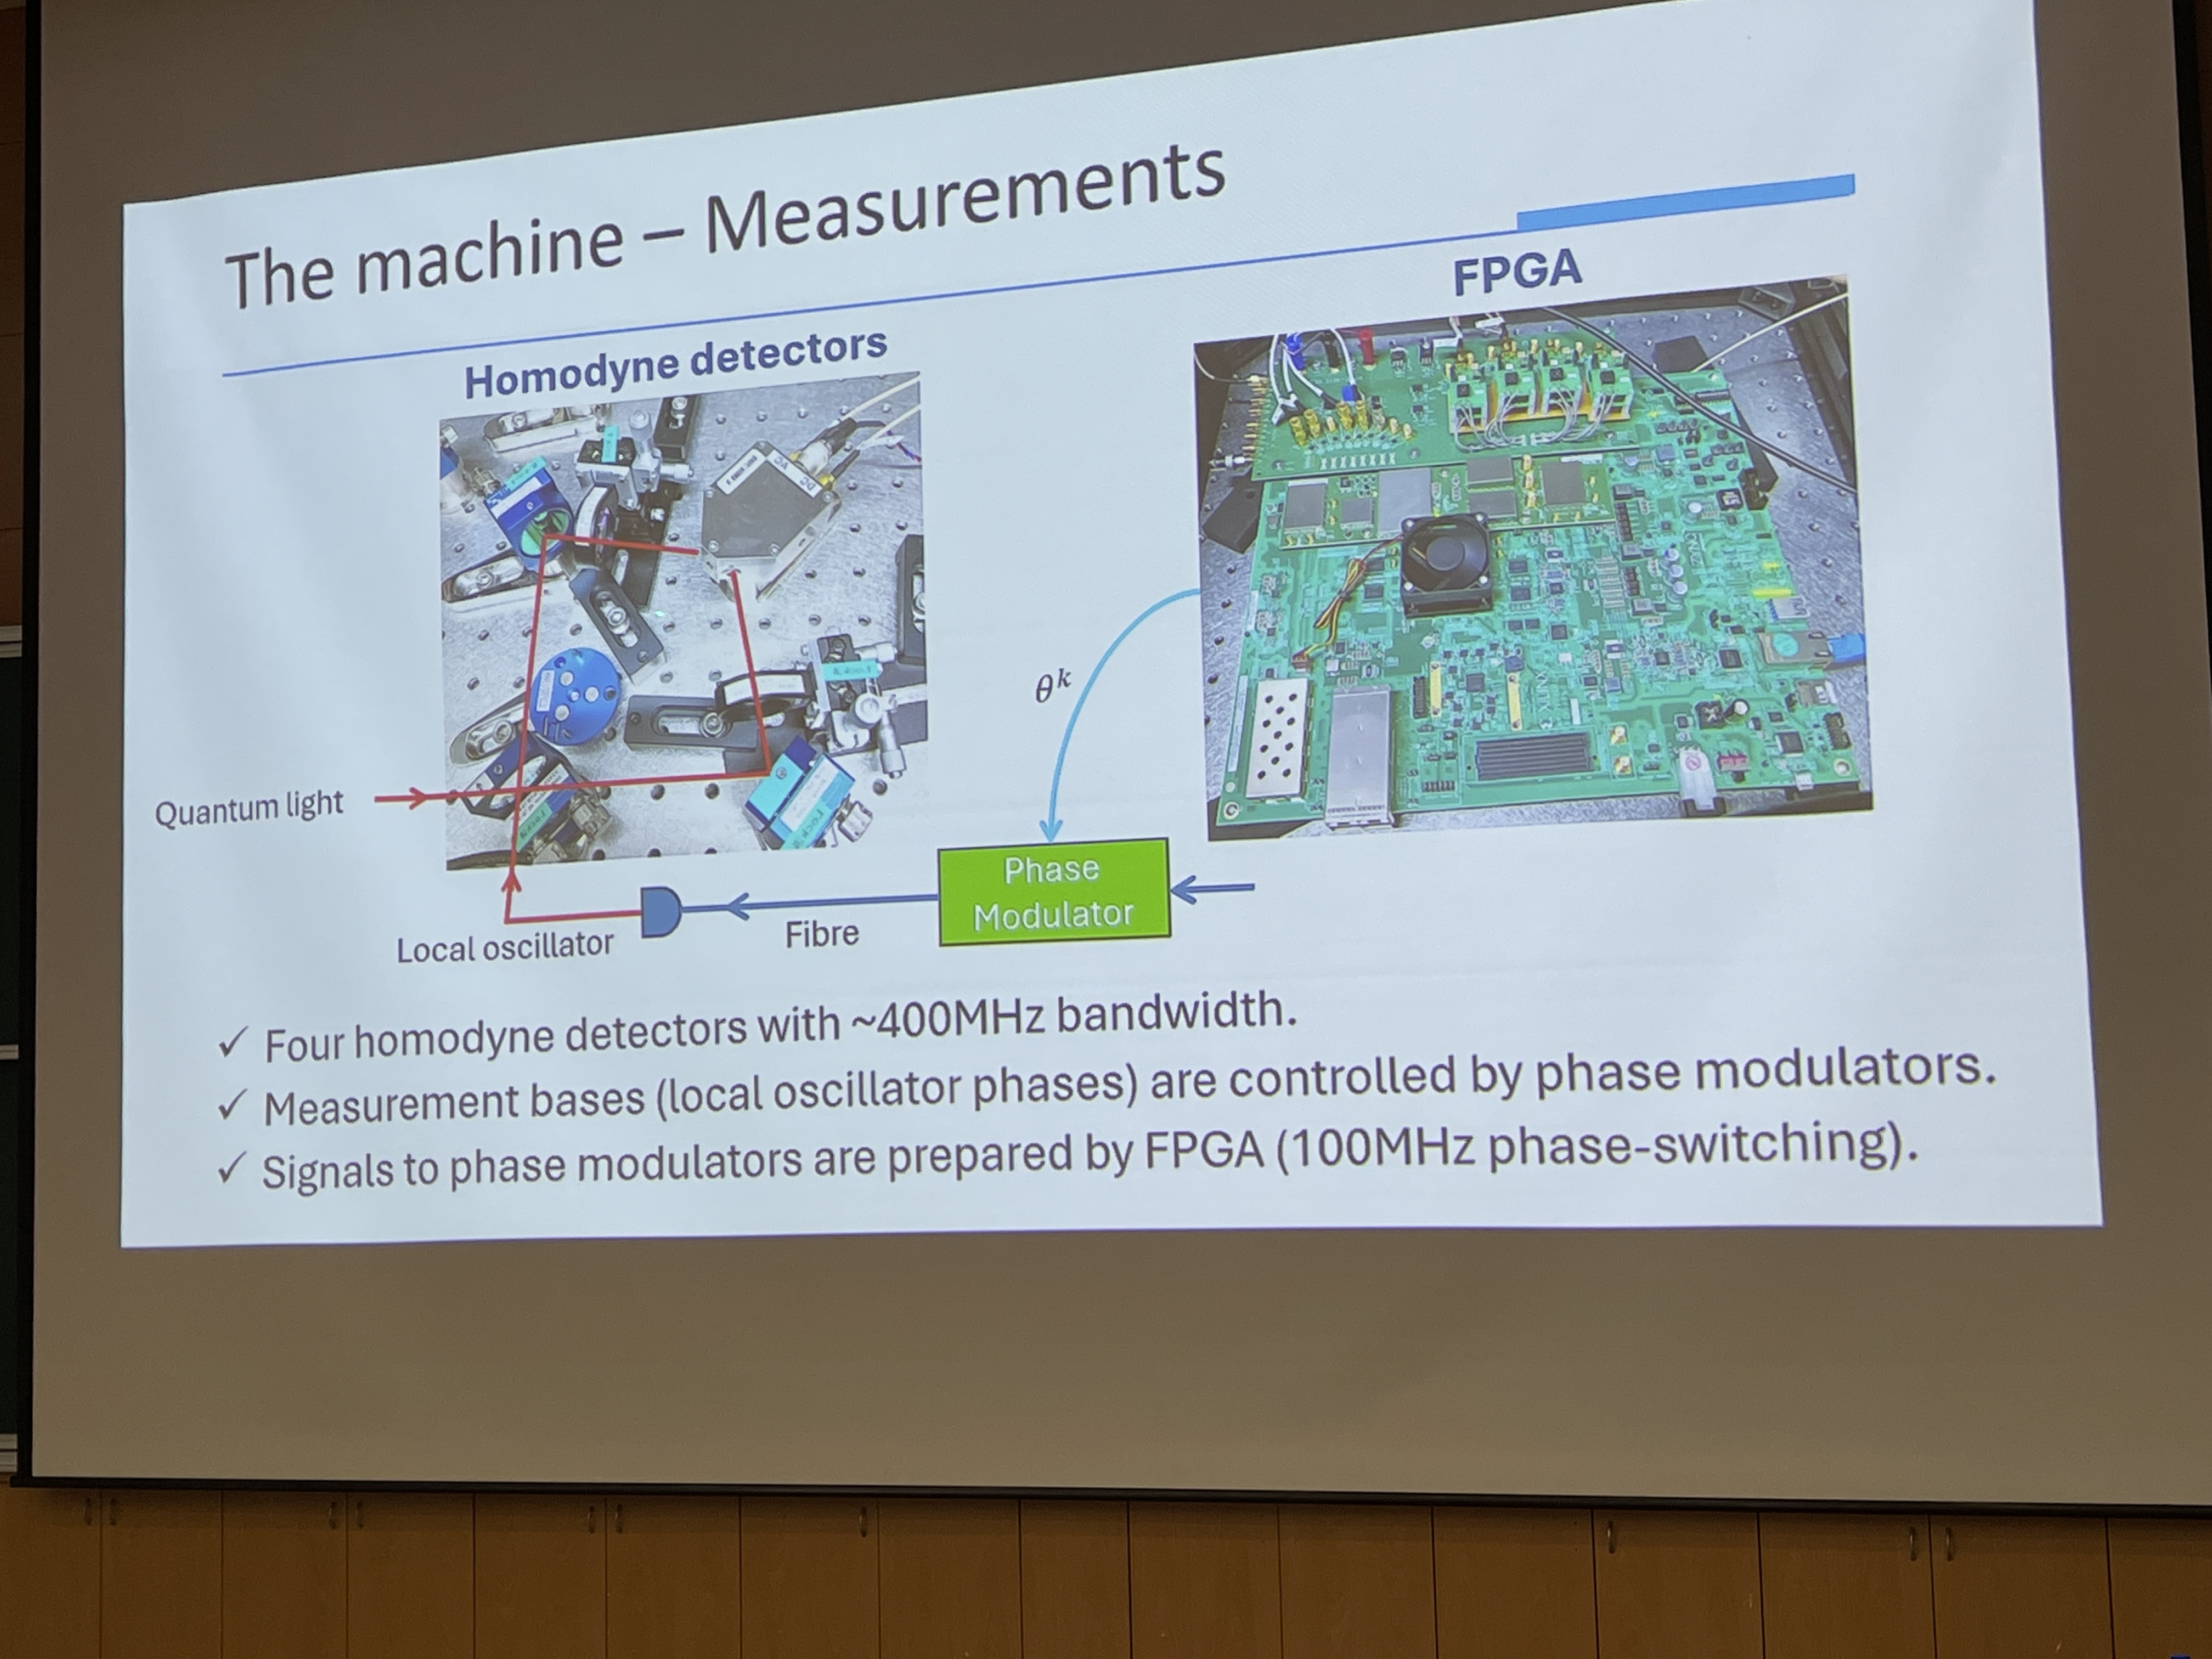 The machine – Measurements
FPGA
Homodyne detectors
θᵏ
Quantum light
Phase
Modulator
Fibre
Local oscillator
✓ Four homodyne detectors with ~400MHz bandwidth.
✓ Measurement bases (local oscillator phases) are controlled by phase modulators.
✓ Signals to phase modulators are prepared by FPGA (100MHz phase-switching).